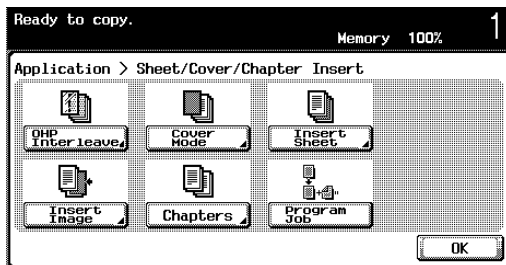 Ready to copy.
Memory 100% 1
Application > Sheet/Cover/Chapter Insert
OHP
Interleave
Cover
Mode
Insert
Sheet
Insert
Image
Chapters
Program
Job
OK